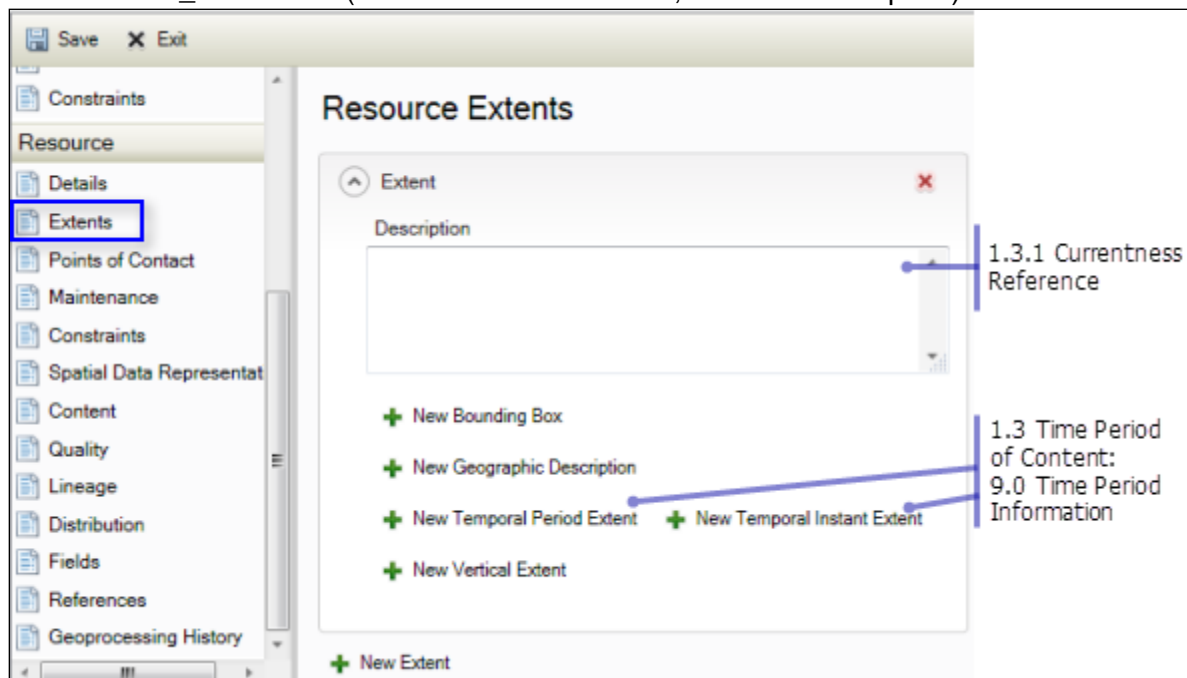 Save Exit
Constraints
Resource
Details
Extents
Points of Contact
Maintenance
Constraints
Spatial Data Representat
Content
Quality
Lineage
Distribution
Fields
References
Geoprocessing History
Resource Extents
Extent
Description
New Bounding Box
New Geographic Description
New Temporal Period Extent New Temporal Instant Extent
New Vertical Extent
New Extent
1.3.1 Currentness
Reference
1.3 Time Period
of Content:
9.0 Time Period
Information